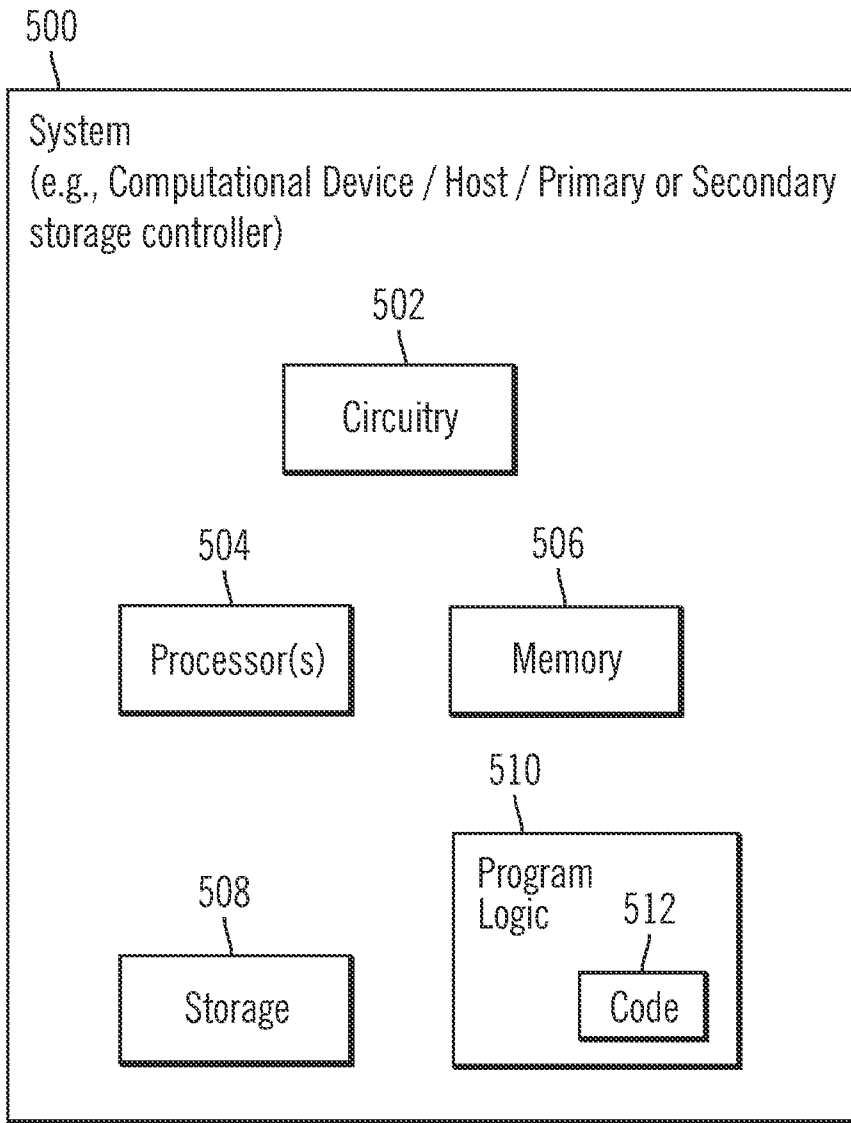 500
System
(e.g., Computational Device / Host / Primary or Secondary
storage controller)
502
Circuitry
504
Processor(s)
506
Memory
508
Storage
510
Program
Logic
512
Code